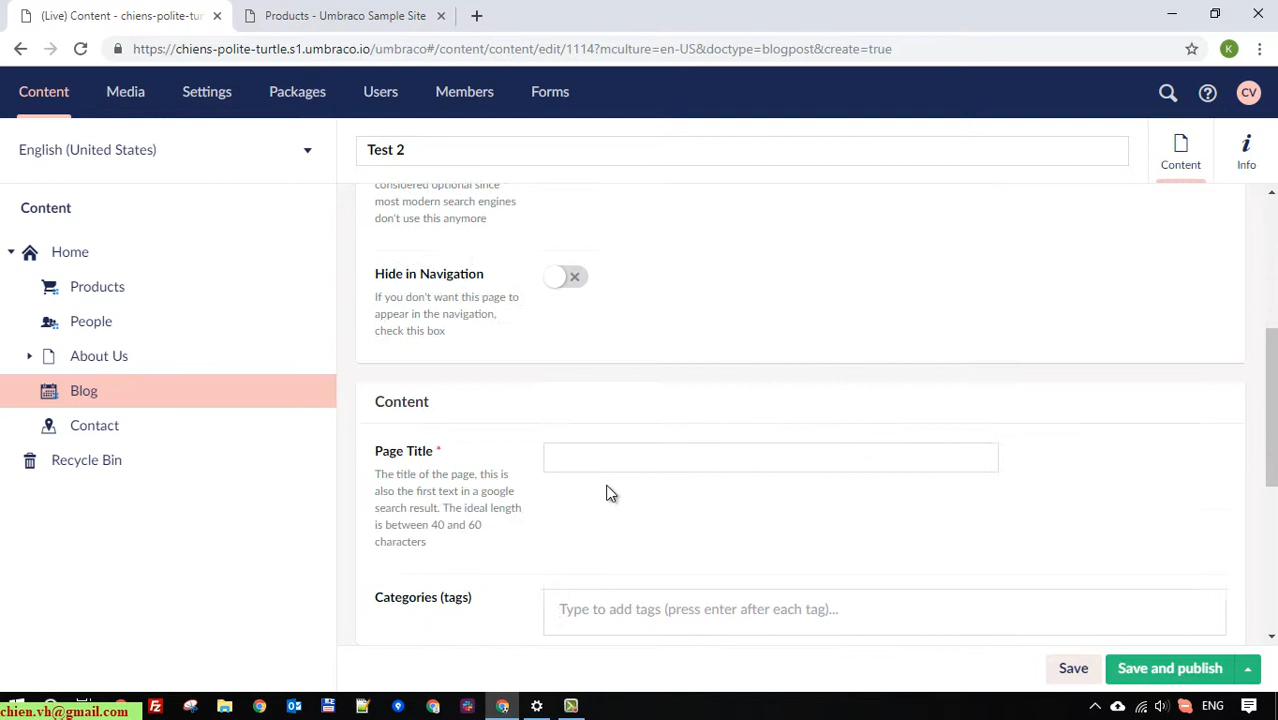 (Live) Content - chiens-polite-tur
Products - Umbraco Sample Site
https://chiens-polite-turtle.s1.umbraco.io/umbraco#/content/content/edit/1114?mculture=en-US&doctype=blogpost&create=true
K
Content
Media
Settings
Packages
Users
Members
Forms
CV
English (United States)
Test 2
Content
Info
Content
Home
Products
People
About Us
Blog
Contact
Recycle Bin
considered optional since
most modern search engines
don't use this anymore
Hide in Navigation
If you don't want this page to
appear in the navigation,
check this box
Content
Page Title *
The title of the page, this is
also the first text in a google
search result. The ideal length
is between 40 and 60
characters
Categories (tags)
Type to add tags (press enter after each tag)...
Save
Save and publish
chien.vh@gmail.com
ENG